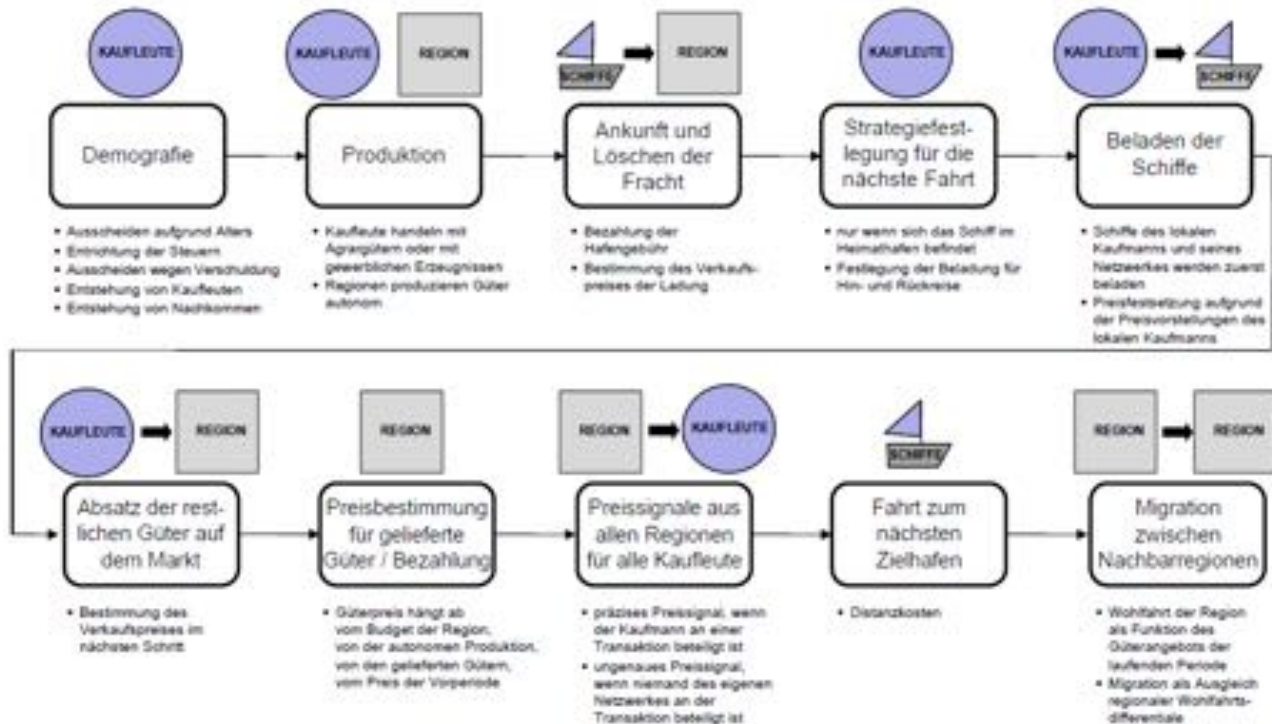 KAUFLEUTE
KAUFLEUTE
REGION
SCHIFFE
REGION
KAUFLEUTE
KAUFLEUTE
SCHIFFE
Demografie
• Ausscheiden aufgrund Alters
• Entrichtung der Steuern
• Ausscheiden wegen Verschuldung
• Entstehung von Kaufleuten
• Entstehung von Nachkommen
Produktion
• Kaufleute handeln mit
Agrargütern oder mit
gewerblichen Erzeugnissen
• Regionen produzieren Güter
autonom
Ankunft und
Löschen der
Fracht
• Bezahlung der
Hafengebühr
• Bestimmung des Verkaufs-
preises der Ladung
Strategiefest-
legung für die
nächste Fahrt
• nur wenn sich das Schiff im
Heimathafen befindet
• Festlegung der Beladung für
Hin- und Rückreise
Beladen der
Schiffe
• Schiffe des lokalen
Kaufmanns und seines
Netzwerkes werden zuerst
beladen
• Preisfestsetzung aufgrund
der Preisvorstellungen des
lokalen Kaufmanns
KAUFLEUTE
REGION
REGION
REGION
KAUFLEUTE
SCHIFFE
REGION
REGION
Absatz der rest-
lichen Güter auf
dem Markt
• Bestimmung des
Verkaufspreises im
nächsten Schritt
Preisbestimmung
für gelieferte
Güter / Bezahlung
• Güterpreis hängt ab
vom Budget der Region,
von der autonomen Produktion,
von den gelieferten Gütern,
vom Preis der Vorperiode
Preissignale aus
allen Regionen
für alle Kaufleute
• präzises Preissignal, wenn
der Kaufmann an einer
Transaktion beteiligt ist
• ungenaues Preissignal,
wenn niemand des eigenen
Netzwerkes an der
Transaktion beteiligt ist
Fahrt zum
nächsten
Zielhafen
• Distanzkosten
Migration
zwischen
Nachbarregionen
• Wohlfahrt der Region
als Funktion des
Güterangebots der
laufenden Periode
• Migration als Ausgleich
regionaler Wohlfahrts-
differentiale